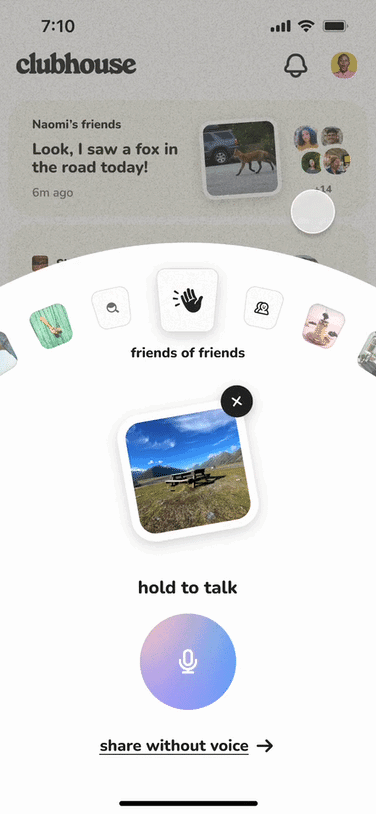 7:10
clubhouse
Naomi's friends
Look, I saw a fox in
the road today!
6m ago
friends of friends
hold to talk
share without voice